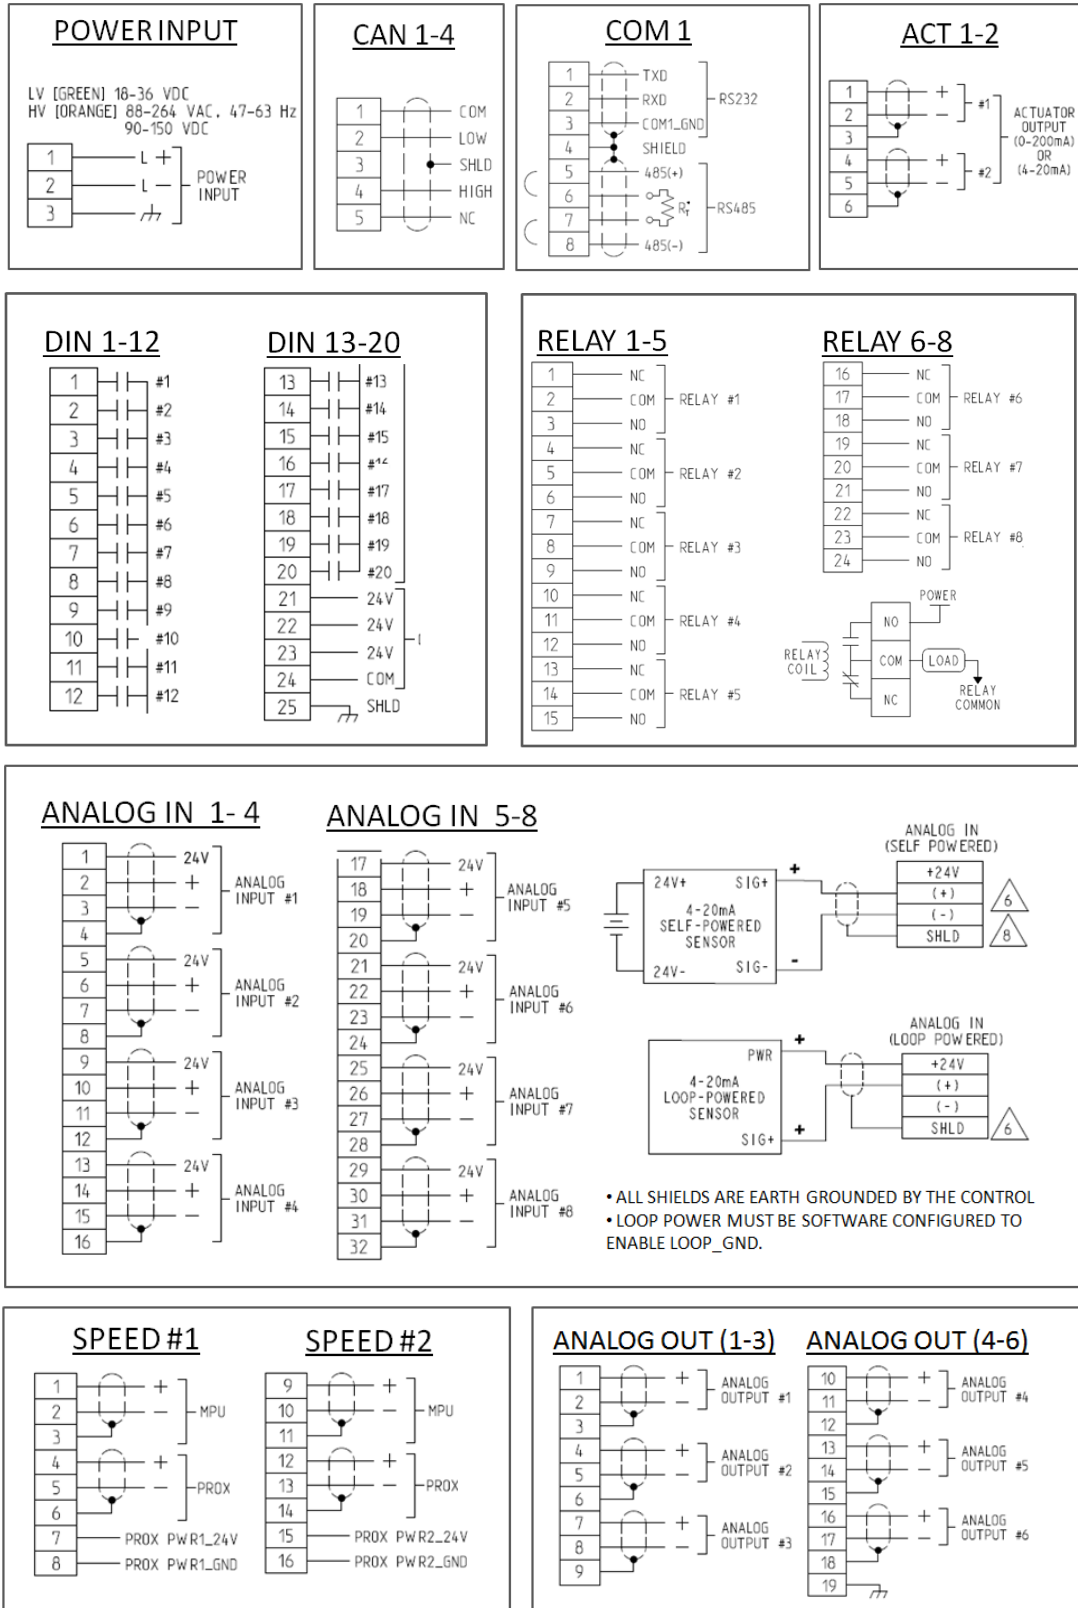 POWER INPUT
LV [GREEN] 18-36 VDC
HV [ORANGE] 88-264 VAC, 47-63 Hz
90-150 VDC
1 L +
2 L -
3
POWER
INPUT
CAN 1-4
1 COM
2 LOW
3 SHLD
4 HIGH
5 NC
COM 1
1 TXD
2 RXD
3 COM1_GND
4 SHIELD
5 485(+)
6
7
8 485(-)
RS232
RT*
RS485
ACT 1-2
1 +
2 -
3
4 +
5 -
6
#1
#2
ACTUATOR
OUTPUT
(0-200mA)
OR
(4-20mA)
DIN 1-12
1 #1
2 #2
3 #3
4 #4
5 #5
6 #6
7 #7
8 #8
9 #9
10 #10
11 #11
12 #12
DIN 13-20
13 #13
14 #14
15 #15
16
17 #17
18 #18
19 #19
20 #20
21 24V
22 24V
23 24V
24 COM
25 SHLD
RELAY 1-5
1 NC
2 COM RELAY #1
3 NO
4 NC
5 COM RELAY #2
6 NO
7 NC
8 COM RELAY #3
9 NO
10 NC
11 COM RELAY #4
12 NO
13 NC
14 COM RELAY #5
15 NO
RELAY 6-8
16 NC
17 COM RELAY #6
18 NO
19 NC
20 COM RELAY #7
21 NO
22 NC
23 COM RELAY #8
24 NO
POWER
NO
RELAY
COIL
COM LOAD
NC
RELAY
COMMON
ANALOG IN 1- 4
1 24V
2 +
3 -
4
ANALOG
INPUT #1
5 24V
6 +
7 -
8
ANALOG
INPUT #2
9 24V
10 +
11 -
12
ANALOG
INPUT #3
13 24V
14 +
15 -
16
ANALOG
INPUT #4
ANALOG IN 5-8
17 24V
18 +
19 -
20
ANALOG
INPUT #5
21 24V
22 +
23 -
24
ANALOG
INPUT #6
25 24V
26 +
27 -
28
ANALOG
INPUT #7
29 24V
30 +
31 -
32
ANALOG
INPUT #8
ANALOG IN
(SELF POWERED)
24V+ SIG+ +
4-20mA
SELF-POWERED
SENSOR
24V- SIG- -
+24V
(+)
(-)
SHLD
6
8
ANALOG IN
(LOOP POWERED)
PWR +
4-20mA
LOOP-POWERED
SENSOR
SIG+ +
+24V
(+)
(-)
SHLD
6
• ALL SHIELDS ARE EARTH GROUNDED BY THE CONTROL
• LOOP POWER MUST BE SOFTWARE CONFIGURED TO
ENABLE LOOP_GND.
SPEED #1
1 +
2 - MPU
3
4 +
5 - PROX
6
7 PROX PWR1_24V
8 PROX PWR1_GND
SPEED #2
9 +
10 - MPU
11
12 +
13 - PROX
14
15 PROX PWR2_24V
16 PROX PWR2_GND
ANALOG OUT (1-3)
1 +
2 -
3
ANALOG
OUTPUT #1
4 +
5 -
6
ANALOG
OUTPUT #2
7 +
8 -
9
ANALOG
OUTPUT #3
ANALOG OUT (4-6)
10 +
11 -
12
ANALOG
OUTPUT #4
13 +
14 -
15
ANALOG
OUTPUT #5
16 +
17 -
18
ANALOG
OUTPUT #6
19